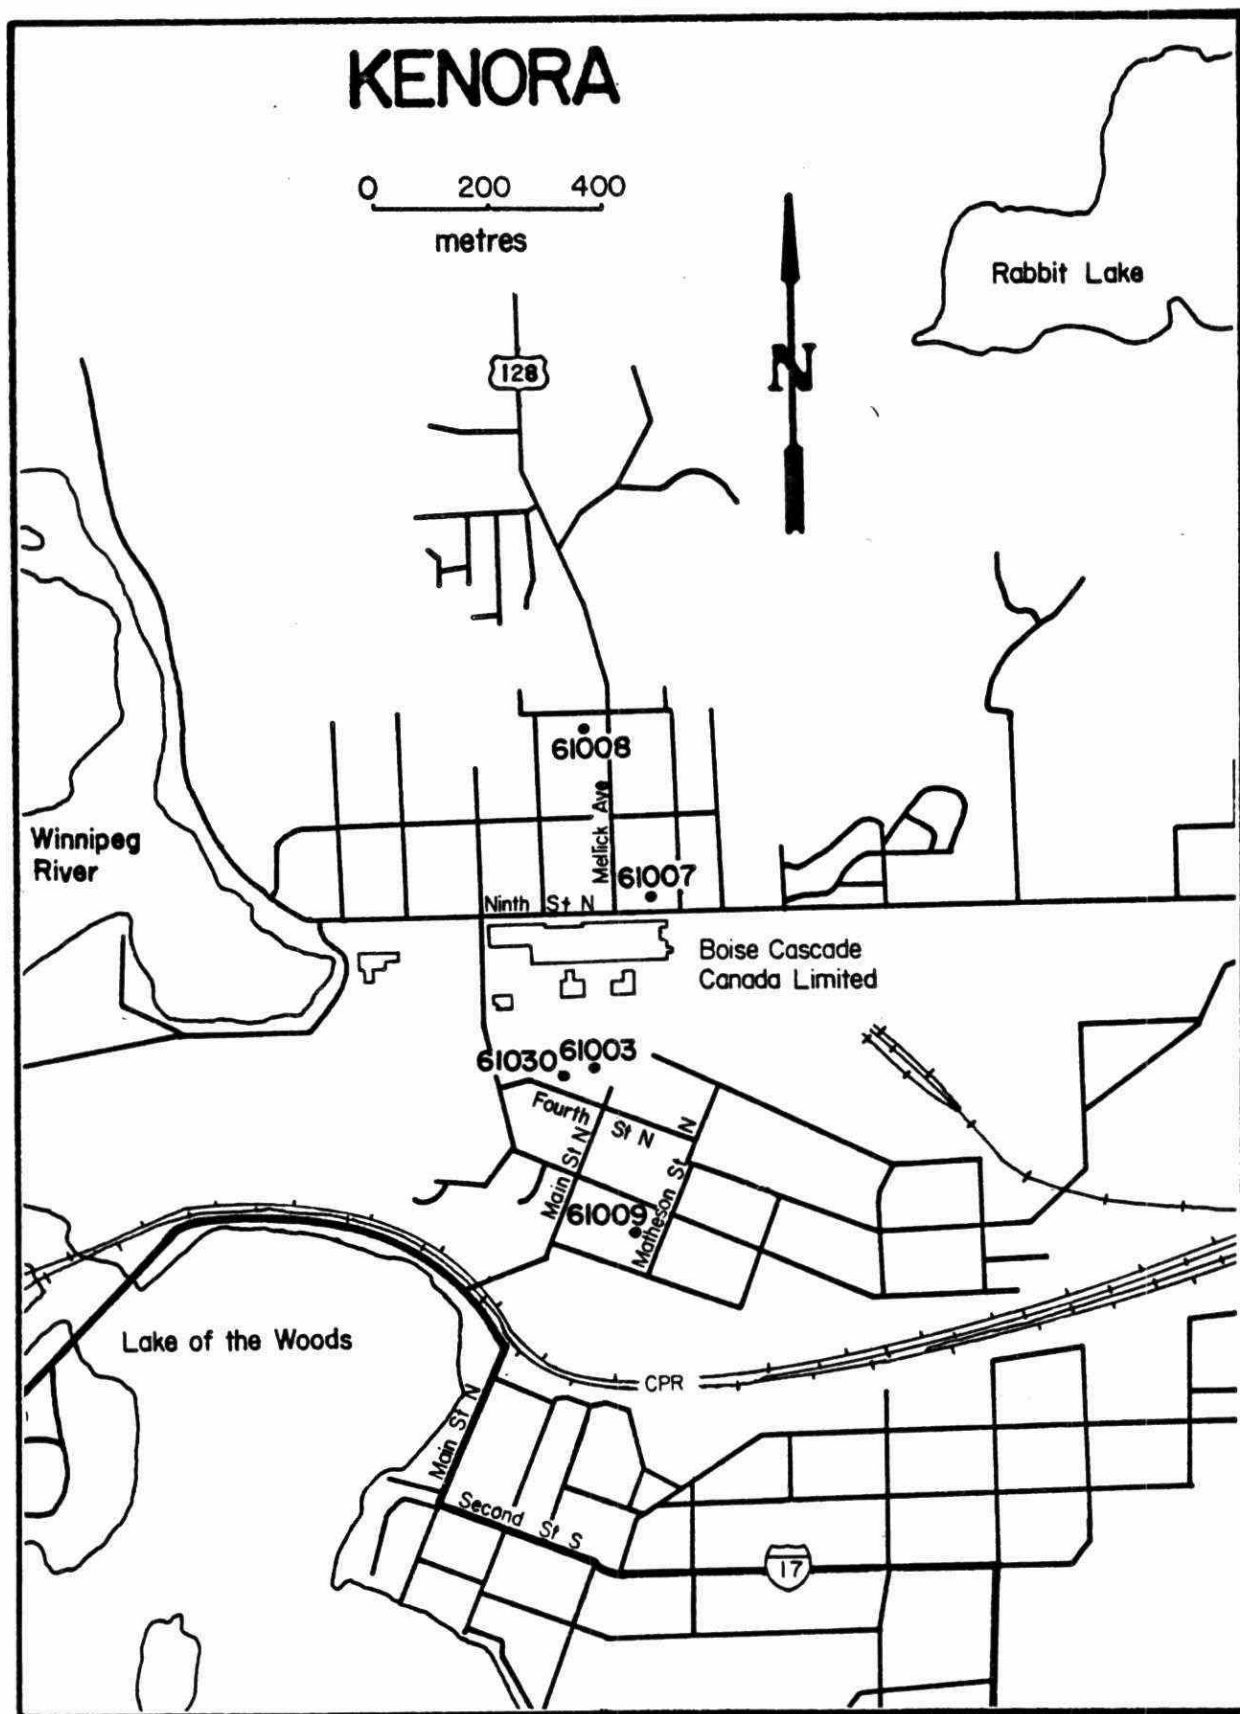 KENORA
0 200 400
metres
N
Rabbit Lake
128
61008
Mellick Ave
Winnipeg
River
61007
Ninth St N
Boise Cascade
Canada Limited
61030 61003
Fourth St N
Main St N
Matheson St N
61009
Lake of the Woods
CPR
Main St N
Second St S
17